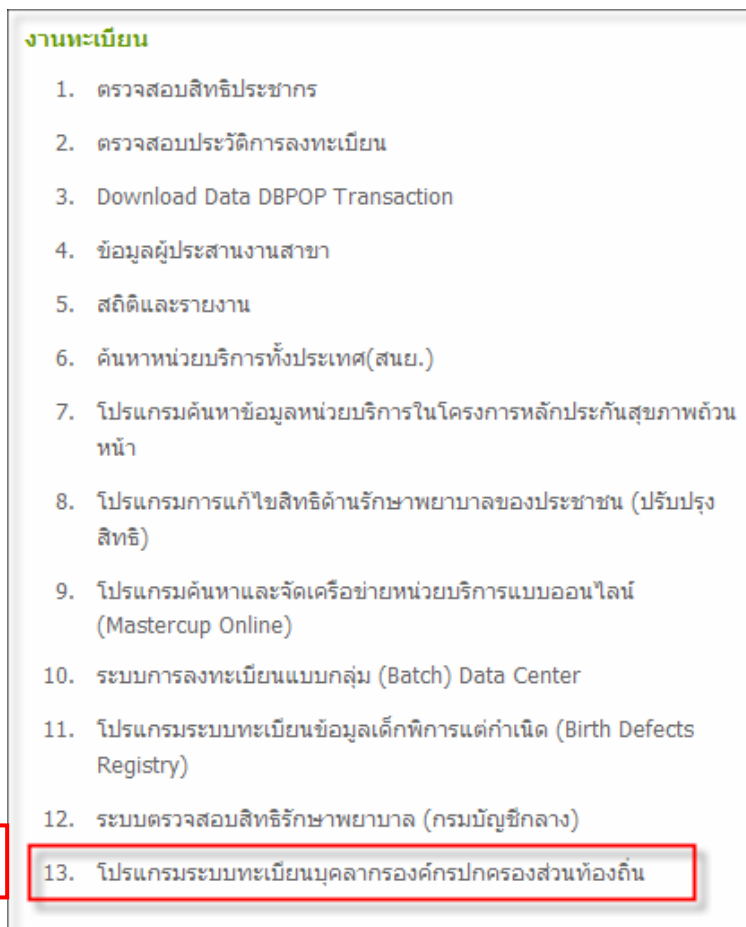 งานทะเบียน
1. ตรวจสอบสิทธิประชากร
2. ตรวจสอบประวัติการลงทะเบียน
3. Download Data DBPOP Transaction
4. ข้อมูลผู้ประสานงานสาขา
5. สถิติและรายงาน
6. ค้นหาหน่วยบริการทั้งประเทศ(สนย.)
7. โปรแกรมค้นหาข้อมูลหน่วยบริการในโครงการหลักประกันสุขภาพถ้วน
หน้า
8. โปรแกรมการแก้ไขสิทธิด้านรักษาพยาบาลของประชาชน (ปรับปรุง
สิทธิ)
9. โปรแกรมค้นหาและจัดเครือข่ายหน่วยบริการแบบออนไลน์
(Mastercup Online)
10. ระบบการลงทะเบียนแบบกลุ่ม (Batch) Data Center
11. โปรแกรมระบบทะเบียนข้อมูลเด็กพิการแต่กำเนิด (Birth Defects
Registry)
12. ระบบตรวจสอบสิทธิรักษาพยาบาล (กรมบัญชีกลาง)
13. โปรแกรมระบบทะเบียนบุคลากรองค์กรปกครองส่วนท้องถิ่น